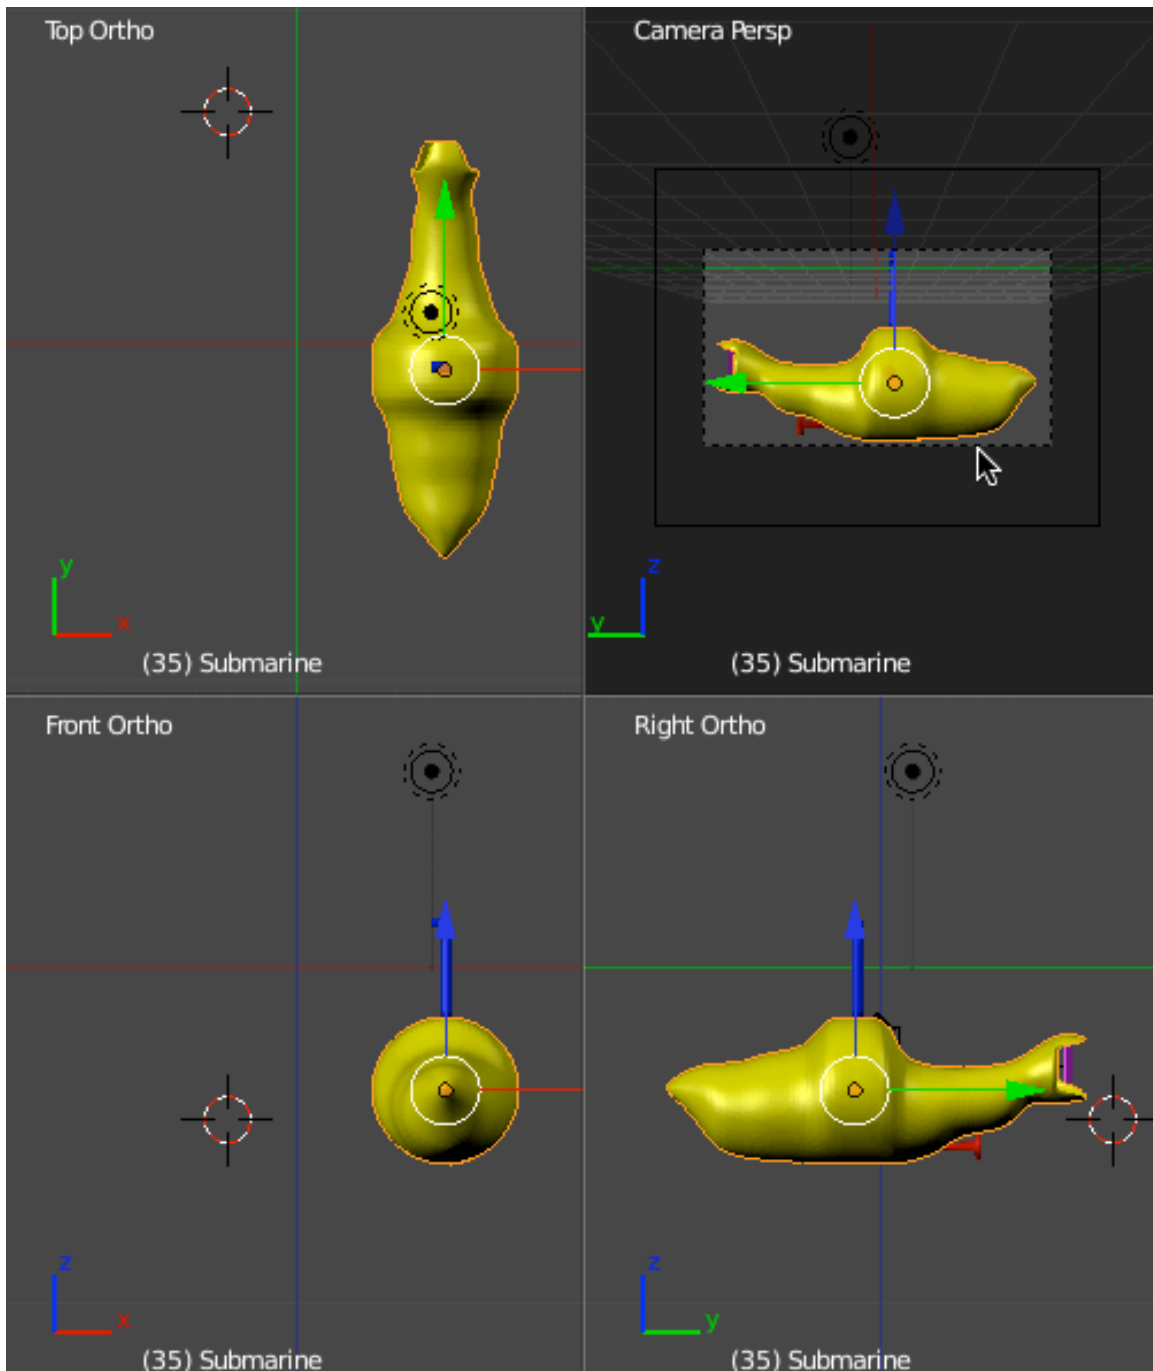 Top Ortho
y
x
(35) Submarine
Camera Persp
z
y
(35) Submarine
Front Ortho
z
x
(35) Submarine
Right Ortho
z
y
(35) Submarine